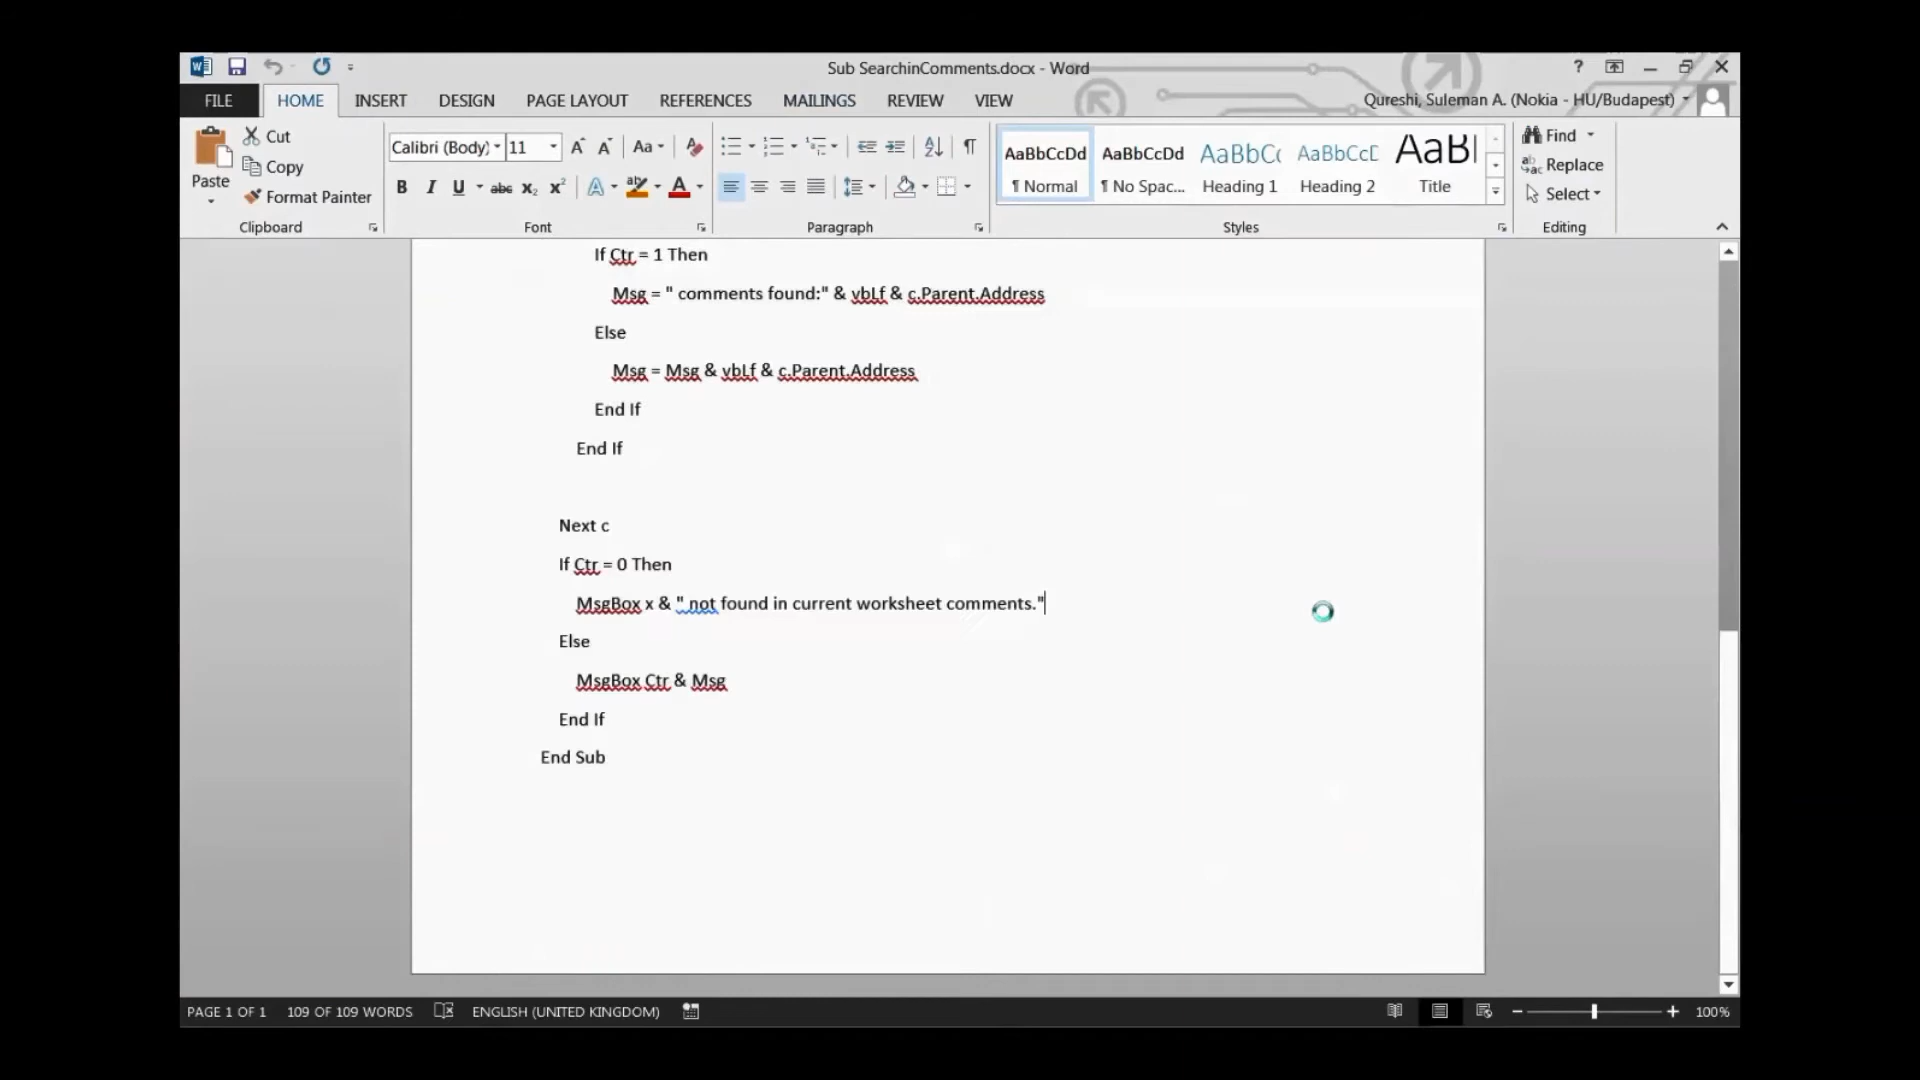 Sub SearchinComments.docx - Word
?
FILE HOME INSERT DESIGN PAGE LAYOUT REFERENCES MAILINGS REVIEW VIEW Qureshi, Suleman A. (Nokia - HU/Budapest)
Paste
Cut
Copy
Format Painter
Clipboard
Calibri (Body) 11
Aa
B I U abc x₂ x²
Font
Paragraph
AaBbCcDd AaBbCcDd AaBbCc AaBbCcD AaBl
¶ Normal ¶ No Spac... Heading 1 Heading 2 Title
Styles
Find
Replace
Select
Editing
If Ctr = 1 Then
Msg = " comments found:" & vbLf & c.Parent.Address
Else
Msg = Msg & vbLf & c.Parent.Address
End If
End If
Next c
If Ctr = 0 Then
MsgBox x & " not found in current worksheet comments."
Else
MsgBox Ctr & Msg
End If
End Sub
PAGE 1 OF 1 109 OF 109 WORDS ENGLISH (UNITED KINGDOM) 100%